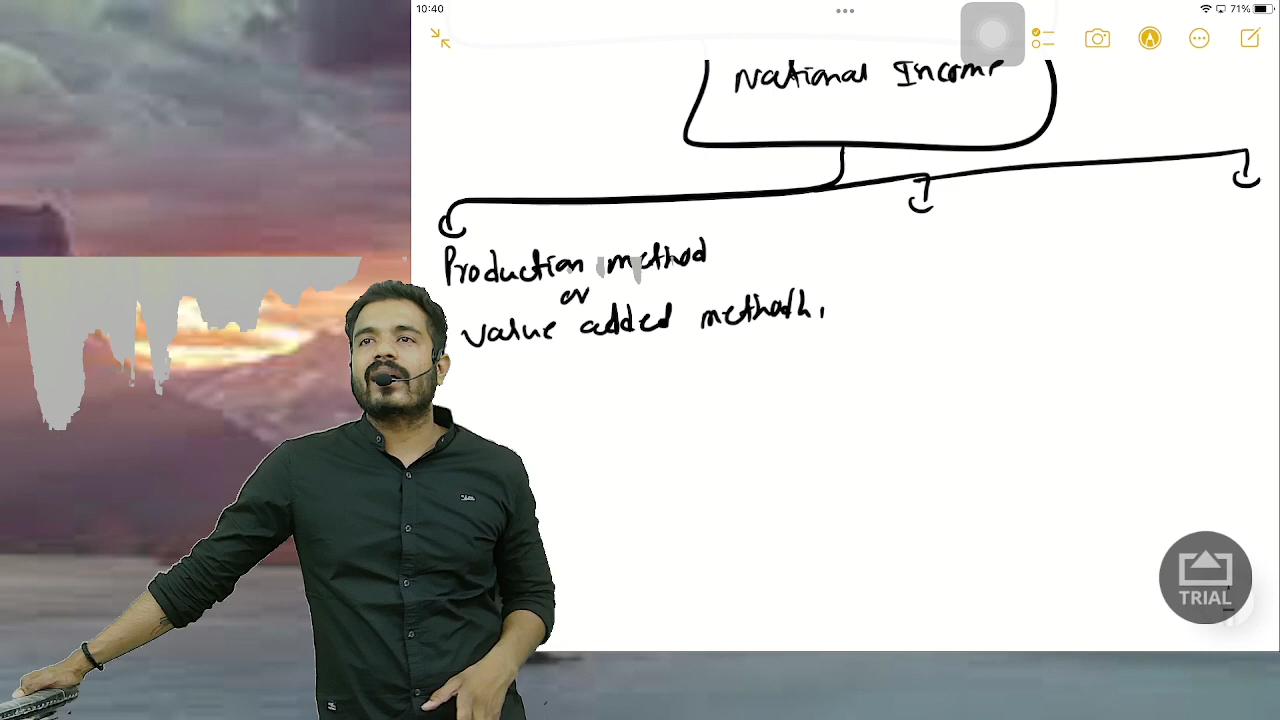 10:40
71%
National Income
Production method
or
Value added method.
TRIAL